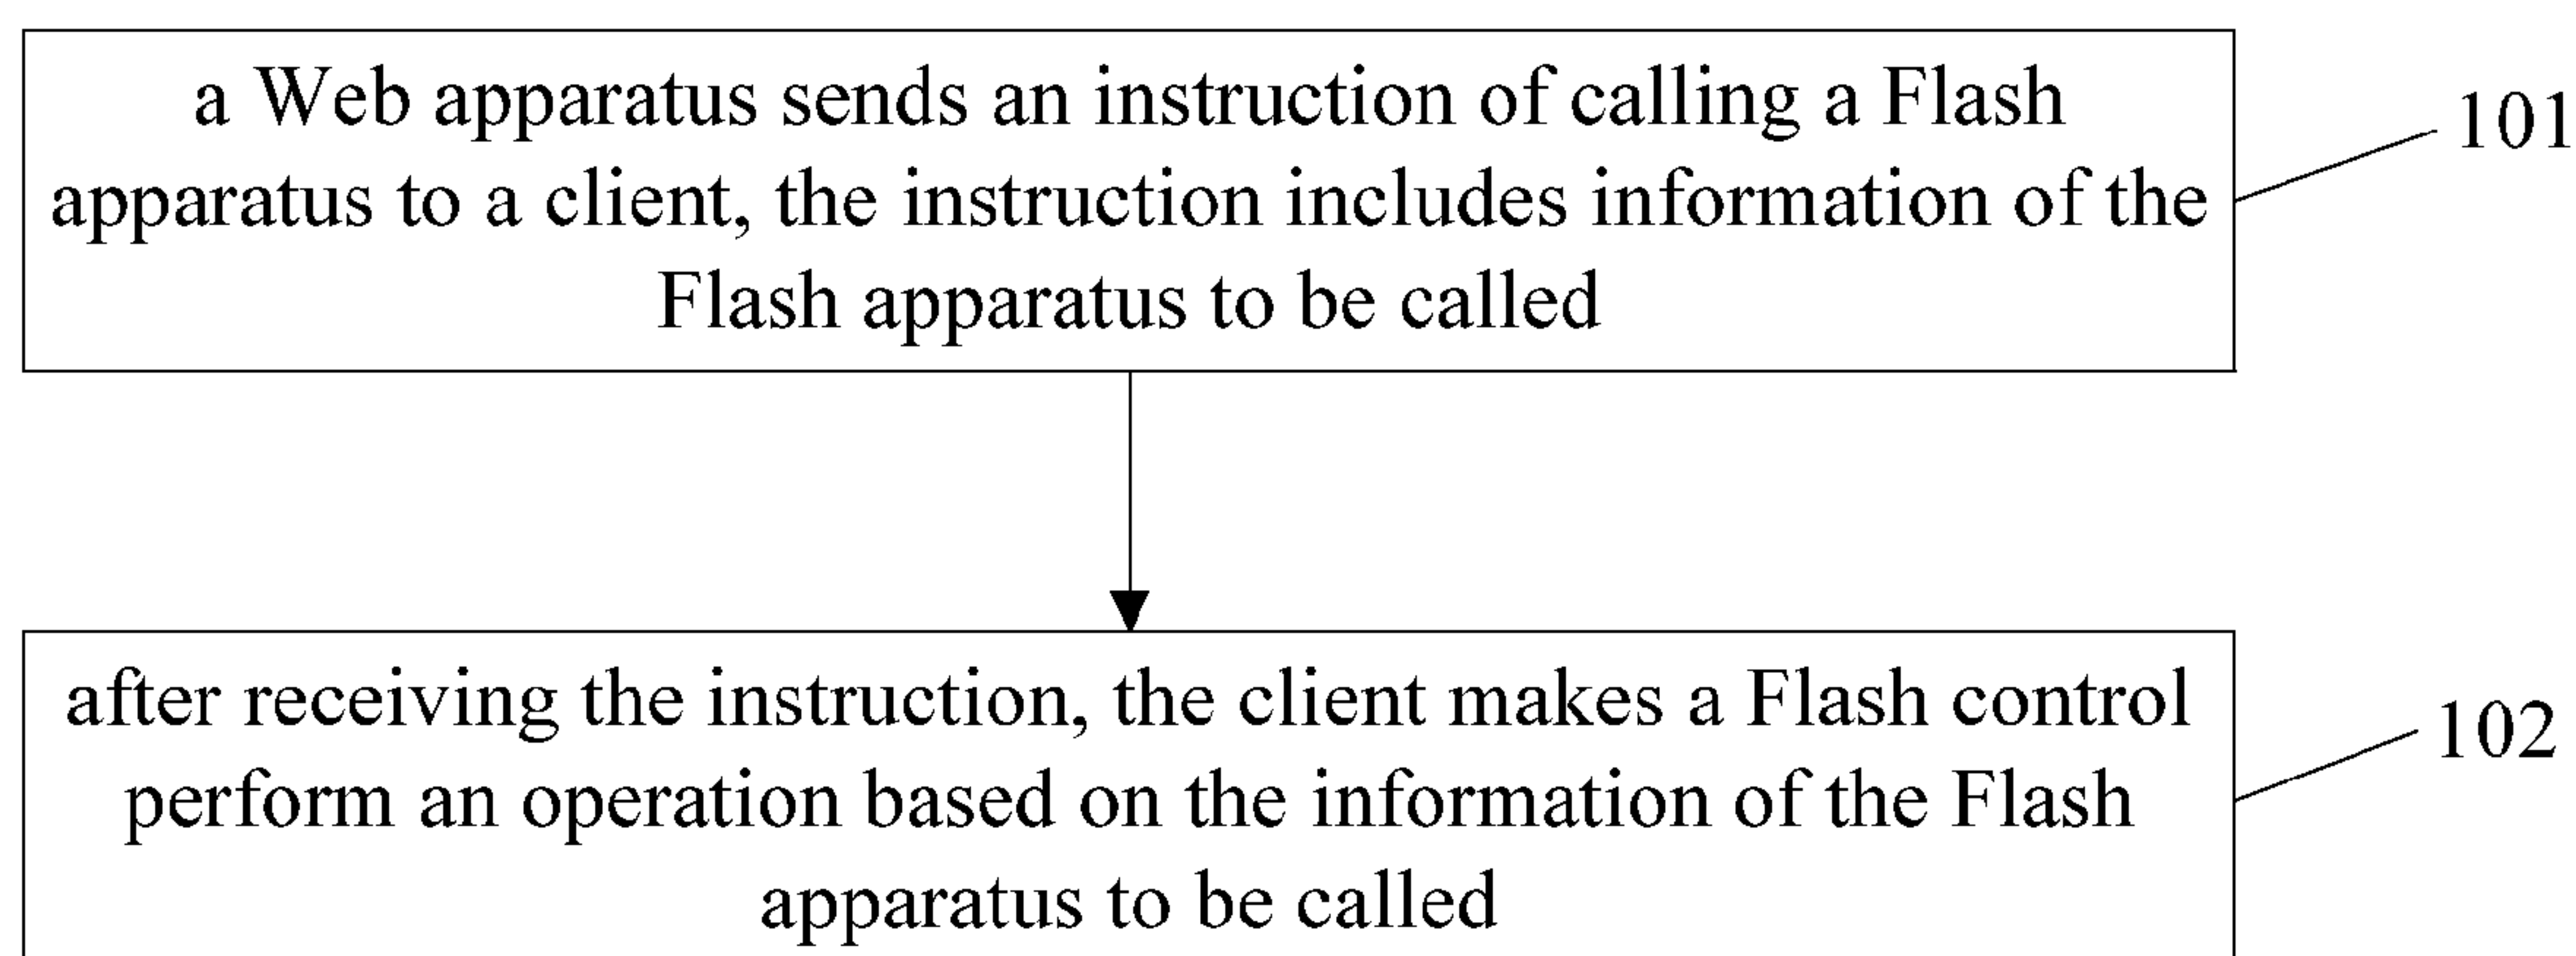 a Web apparatus sends an instruction of calling a Flash
apparatus to a client, the instruction includes information of the
Flash apparatus to be called
101
after receiving the instruction, the client makes a Flash control
perform an operation based on the information of the Flash
apparatus to be called
102